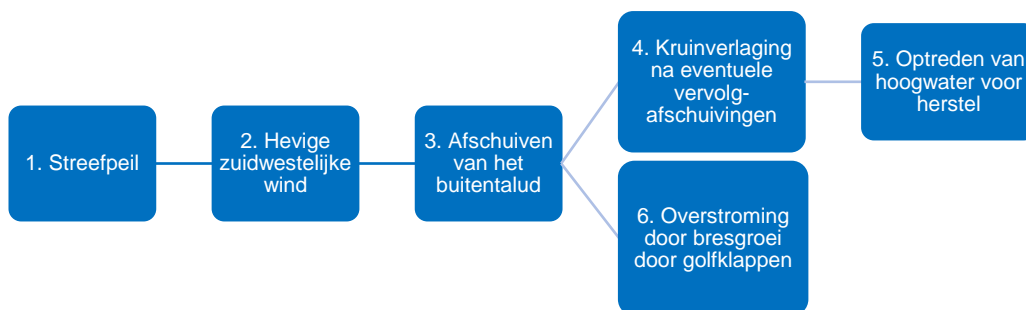 1. Streefpeil
2. Hevige
zuidwestelijke
wind
3. Afschuiven
van het
buitentalud
4. Kruinverlaging
na eventuele
vervolg-
afschuivingen
5. Optreden van
hoogwater voor
herstel
6. Overstroming
door bresgroei
door golfklappen